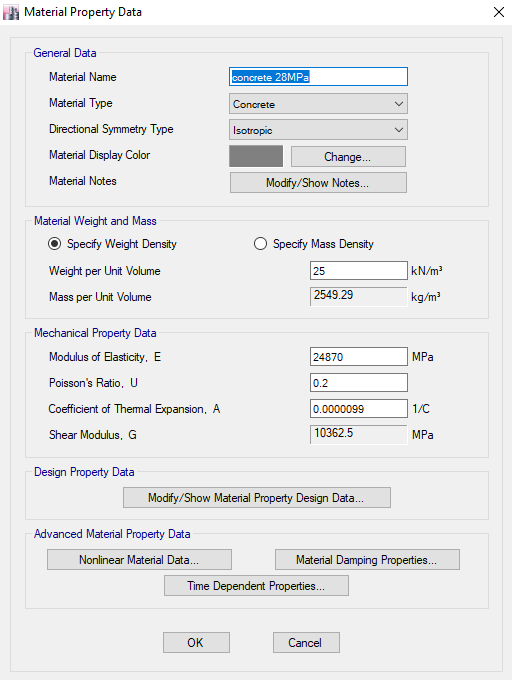 Material Property Data
General Data
Material Name concrete 28MPa
Material Type Concrete
Directional Symmetry Type Isotropic
Material Display Color Change...
Material Notes Modify/Show Notes...
Material Weight and Mass
Specify Weight Density Specify Mass Density
Weight per Unit Volume 25 kN/m³
Mass per Unit Volume 2549.29 kg/m³
Mechanical Property Data
Modulus of Elasticity, E 24870 MPa
Poisson's Ratio, U 0.2
Coefficient of Thermal Expansion, A 0.0000099 1/C
Shear Modulus, G 10362.5 MPa
Design Property Data
Modify/Show Material Property Design Data...
Advanced Material Property Data
Nonlinear Material Data... Material Damping Properties...
Time Dependent Properties...
OK Cancel